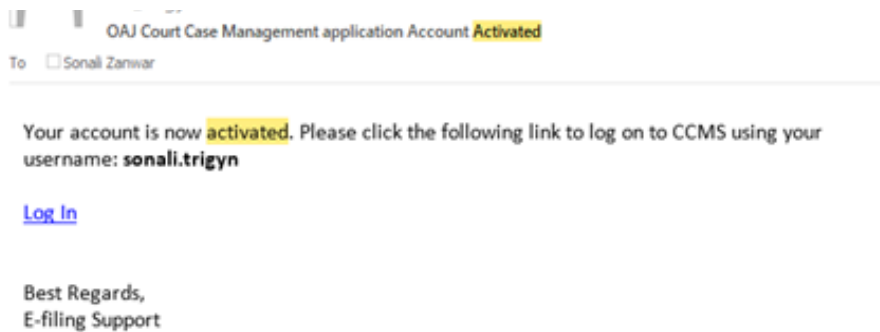 OAJ Court Case Management application Account Activated
To Sonali Zanwar
Your account is now activated. Please click the following link to log on to CCMS using your
username: sonali.trigyn
Log In
Best Regards,
E-filing Support